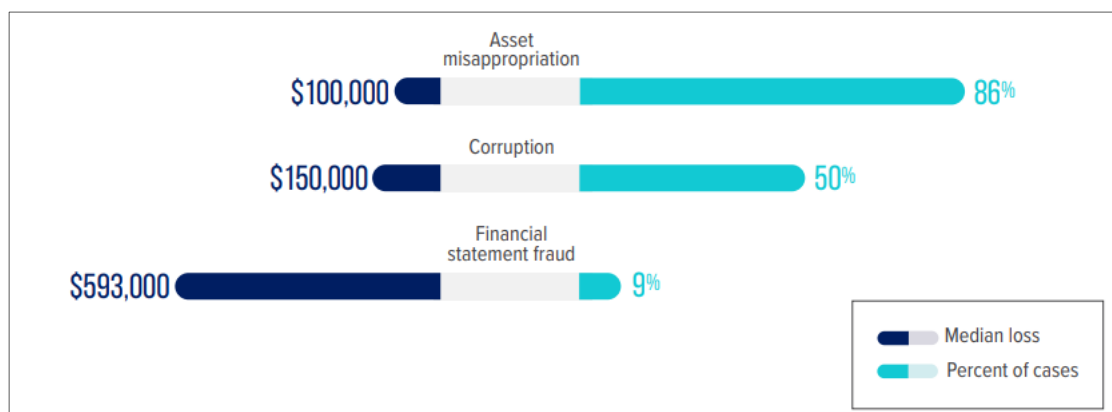 Asset
misappropriation
$100,000
86%
Corruption
$150,000
50%
Financial
statement fraud
$593,000
9%
Median loss
Percent of cases